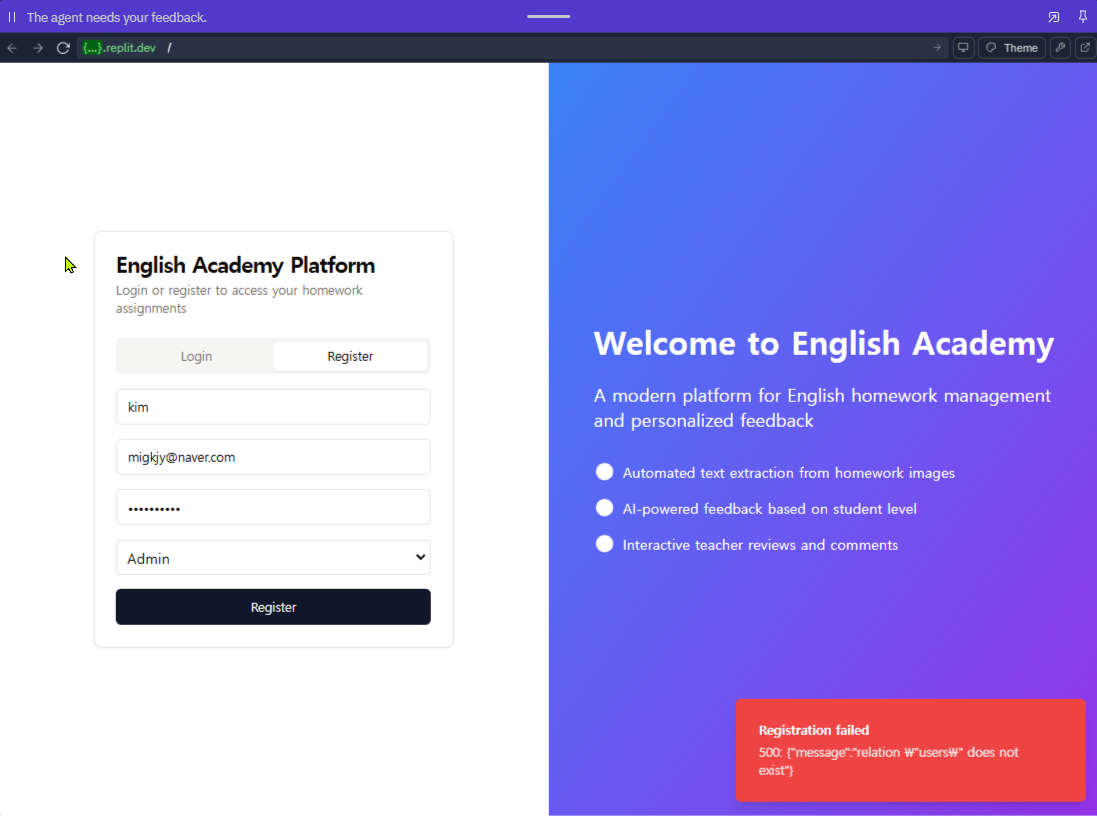 The agent needs your feedback.
{...}.replit.dev /
Theme
English Academy Platform
Login or register to access your homework
assignments
Login
Register
kim
migkjy@naver.com
••••••••••
Admin
Register
Welcome to English Academy
A modern platform for English homework management
and personalized feedback
Automated text extraction from homework images
AI-powered feedback based on student level
Interactive teacher reviews and comments
Registration failed
500: {"message":"relation ₩"users₩" does not
exist"}